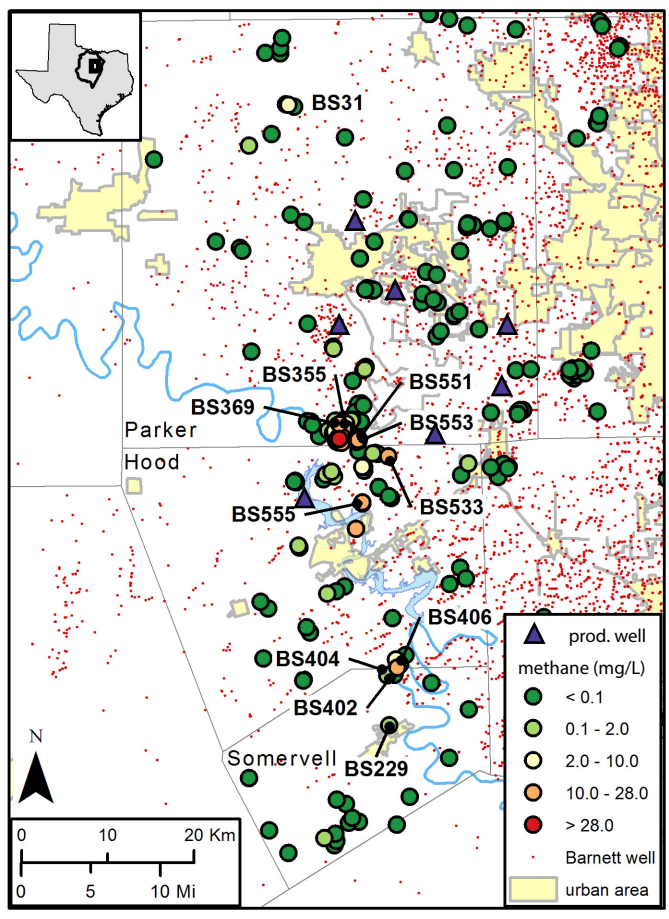 BS31
BS355
BS551
BS369
BS553
Parker
Hood
BS555
BS533
BS406
BS404
BS402
Somervell
BS229
N
0 10 20 Km
0 5 10 Mi
prod. well
methane (mg/L)
< 0.1
0.1 - 2.0
2.0 - 10.0
10.0 - 28.0
> 28.0
Barnett well
urban area